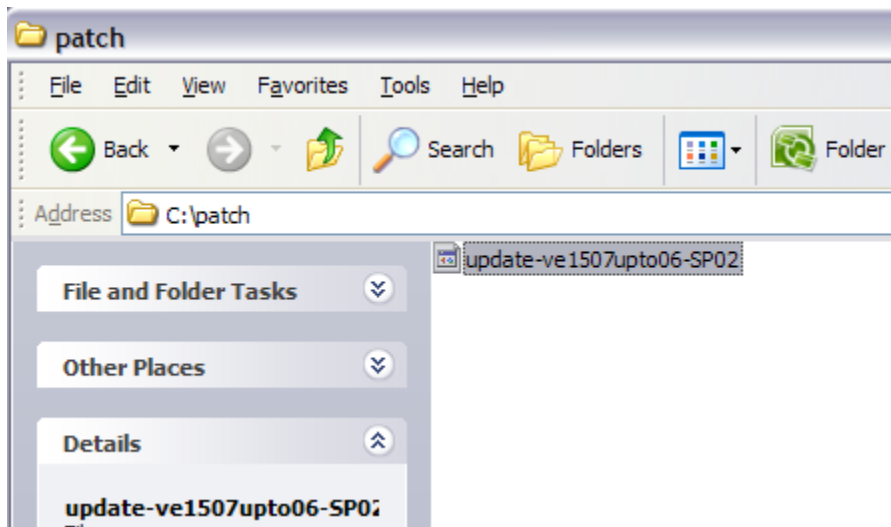 patch
File Edit View Favorites Tools Help
Back Search Folders Folder
Address C:\patch
update-ve1507upto06-SP02
File and Folder Tasks
Other Places
Details
update-ve1507upto06-SP02